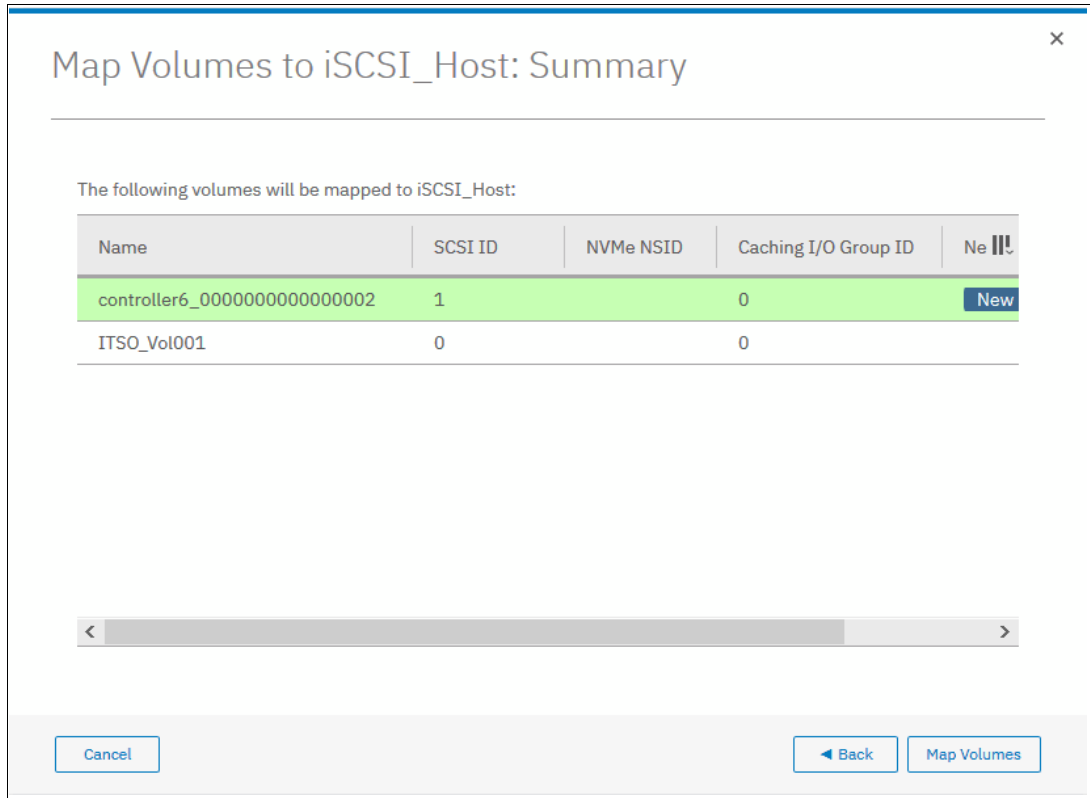 Map Volumes to iSCSI_Host: Summary
The following volumes will be mapped to iSCSI_Host:
Name SCSI ID NVMe NSID Caching I/O Group ID Ne
controller6_0000000000000002 1 0 New
ITSO_Vol001 0 0
Cancel Back Map Volumes